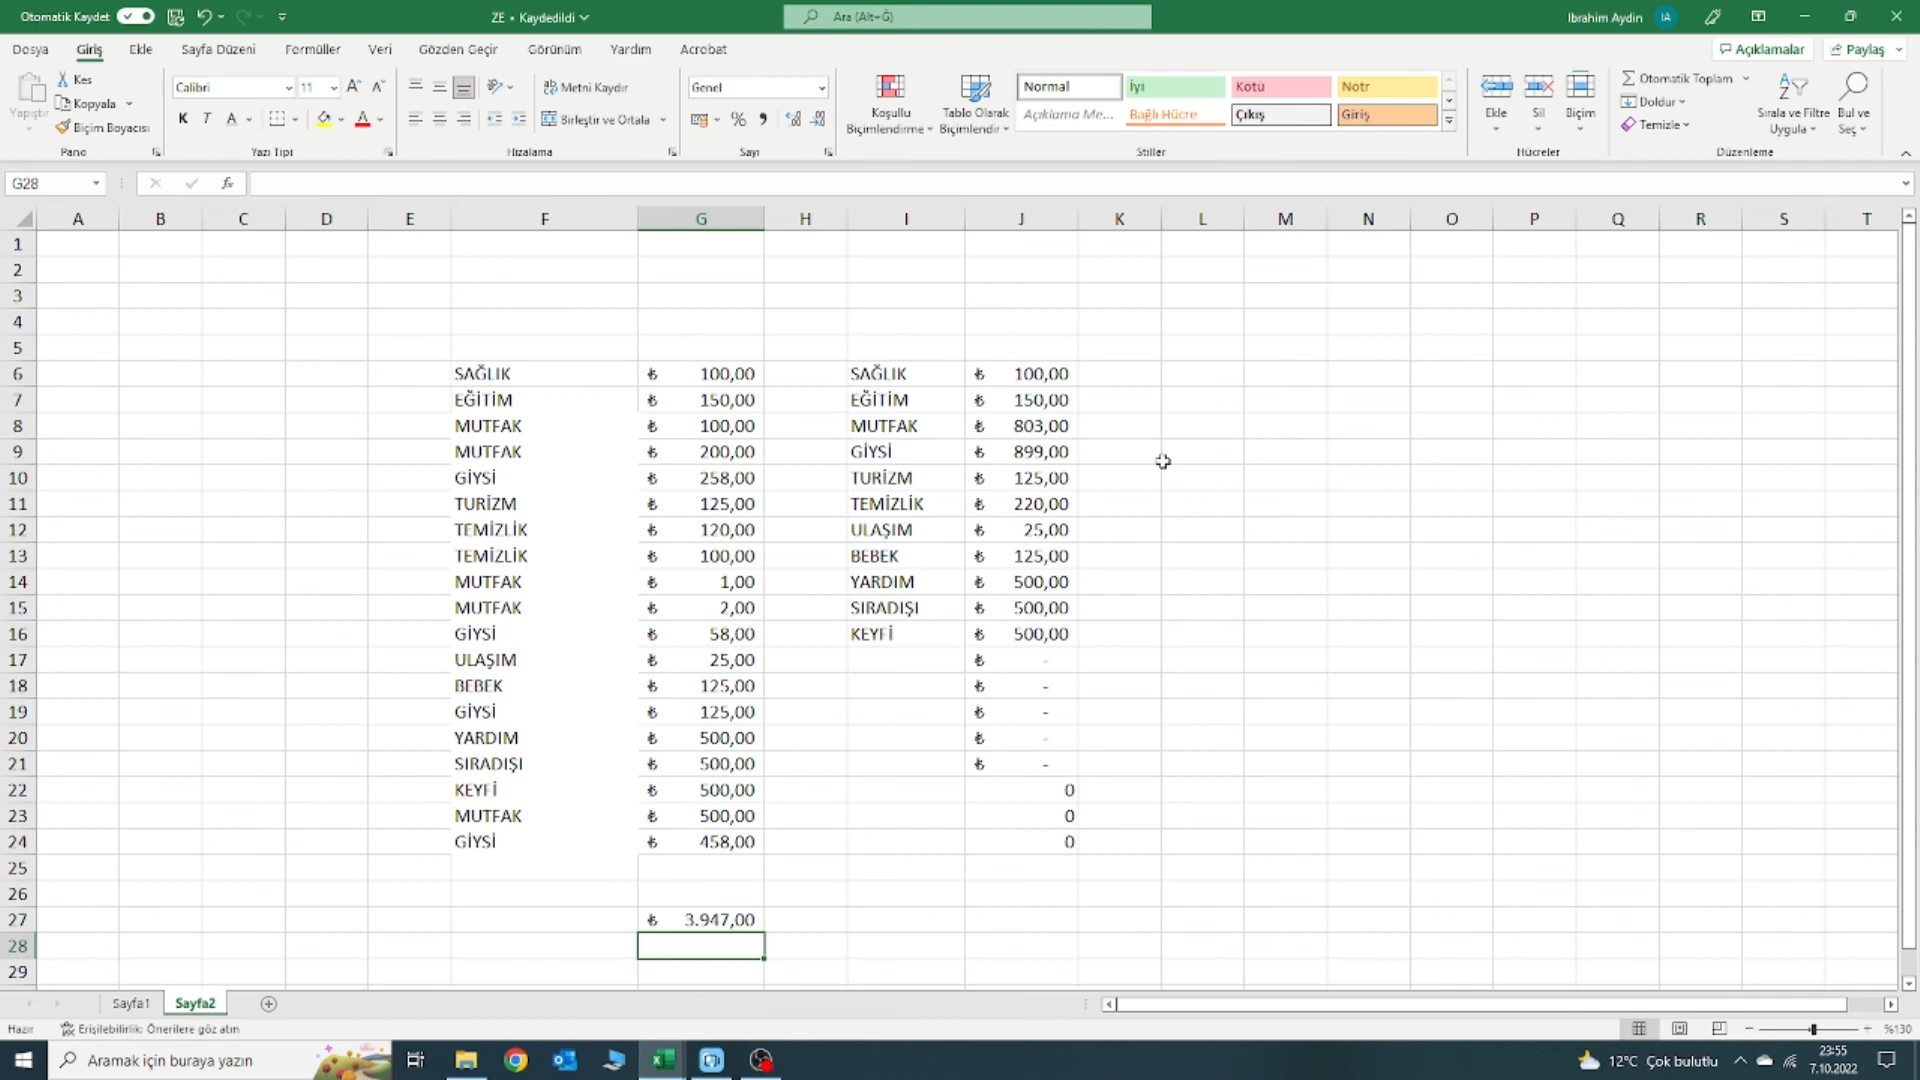 Otomatik Kaydet ZE • Kaydedildi Ara (Alt+Ğ) Ibrahim Aydin IA
Dosya Giriş Ekle Sayfa Düzeni Formüller Veri Gözden Geçir Görünüm Yardım Acrobat Açıklamalar Paylaş
Yapıştır Kes Kopyala Biçim Boyacısı
Pano
Calibri 11 K T A
Yazı Tipi
Metni Kaydır
Birleştir ve Ortala
Hizalama
Genel
Sayı
Koşullu Biçimlendirme
Tablo Olarak Biçimlendir
Normal İyi Kötü Nötr
Açıklama Me... Bağlı Hücre Çıkış Giriş
Stiller
Ekle Sil Biçim
Hücreler
Otomatik Toplam
Doldur
Temizle
Sırala ve Filtre Uygula
Bul ve Seç
Düzenleme
G28 fx
A B C D E F G H I J K L M N O P Q R S T
1
2
3
4
5
6 SAĞLIK ₺ 100,00 SAĞLIK ₺ 100,00
7 EĞİTİM ₺ 150,00 EĞİTİM ₺ 150,00
8 MUTFAK ₺ 100,00 MUTFAK ₺ 803,00
9 MUTFAK ₺ 200,00 GİYSİ ₺ 899,00
10 GİYSİ ₺ 258,00 TURİZM ₺ 125,00
11 TURİZM ₺ 125,00 TEMİZLİK ₺ 220,00
12 TEMİZLİK ₺ 120,00 ULAŞIM ₺ 25,00
13 TEMİZLİK ₺ 100,00 BEBEK ₺ 125,00
14 MUTFAK ₺ 1,00 YARDIM ₺ 500,00
15 MUTFAK ₺ 2,00 SIRADIŞI ₺ 500,00
16 GİYSİ ₺ 58,00 KEYFİ ₺ 500,00
17 ULAŞIM ₺ 25,00 ₺ -
18 BEBEK ₺ 125,00 ₺ -
19 GİYSİ ₺ 125,00 ₺ -
20 YARDIM ₺ 500,00 ₺ -
21 SIRADIŞI ₺ 500,00 ₺ -
22 KEYFİ ₺ 500,00 0
23 MUTFAK ₺ 500,00 0
24 GİYSİ ₺ 458,00 0
25
26
27 ₺ 3.947,00
28
29
Sayfa1 Sayfa2
Hazır Erişilebilirlik: Önerilere göz atın %130
Aramak için buraya yazın 12°C Çok bulutlu 23:55
7.10.2022